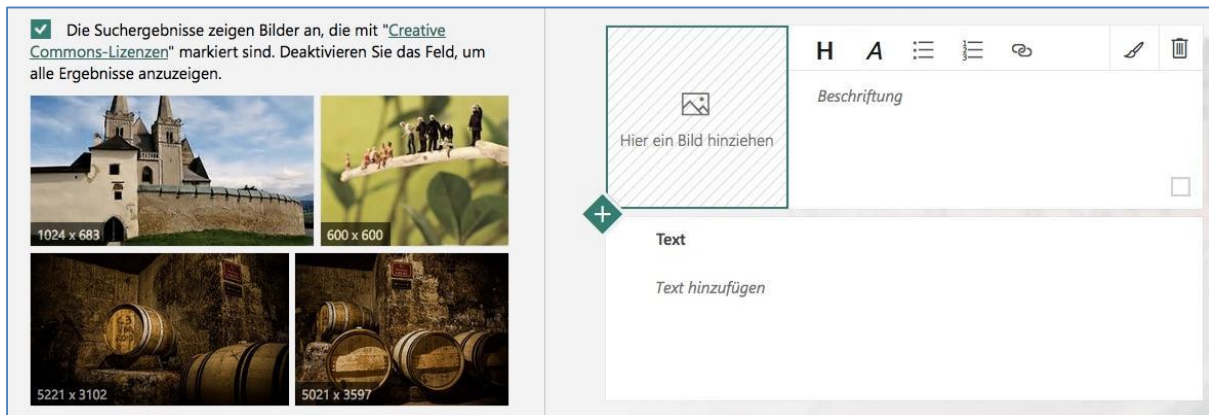 Die Suchergebnisse zeigen Bilder an, die mit "Creative
Commons-Lizenzen" markiert sind. Deaktivieren Sie das Feld, um
alle Ergebnisse anzuzeigen.
1024 x 683
600 x 600
5221 x 3102
5021 x 3597
H A
Beschriftung
Hier ein Bild hinziehen
Text
Text hinzufügen